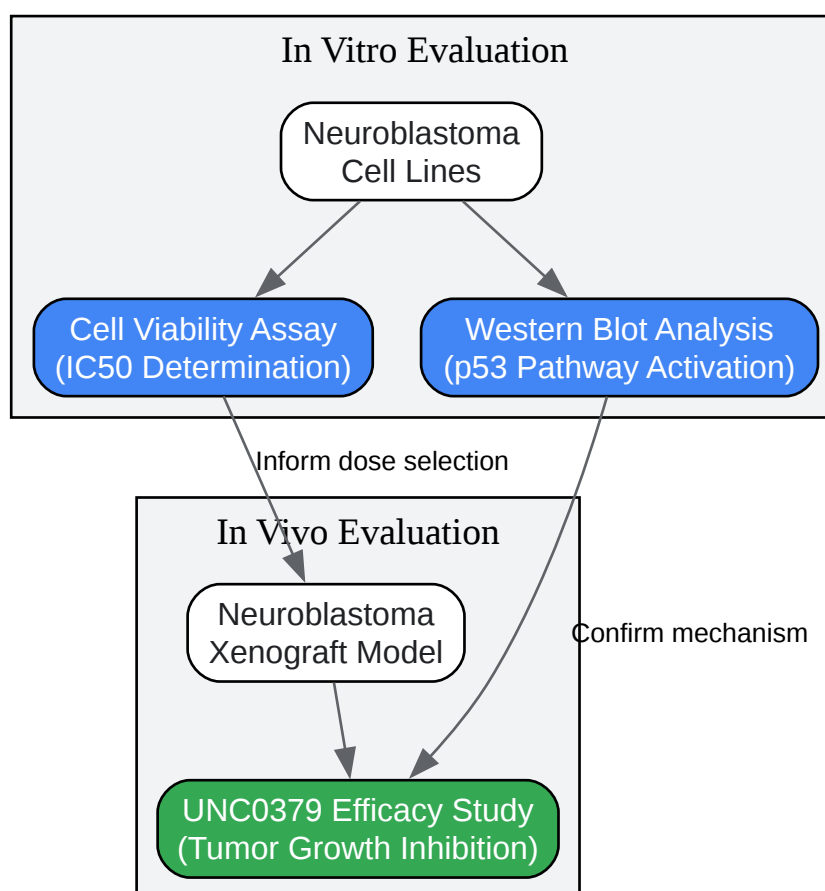 In Vitro Evaluation
Neuroblastoma
Cell Lines
Cell Viability Assay
(IC50 Determination)
Western Blot Analysis
(p53 Pathway Activation)
Inform dose selection
In Vivo Evaluation
Neuroblastoma
Xenograft Model
Confirm mechanism
UNC0379 Efficacy Study
(Tumor Growth Inhibition)